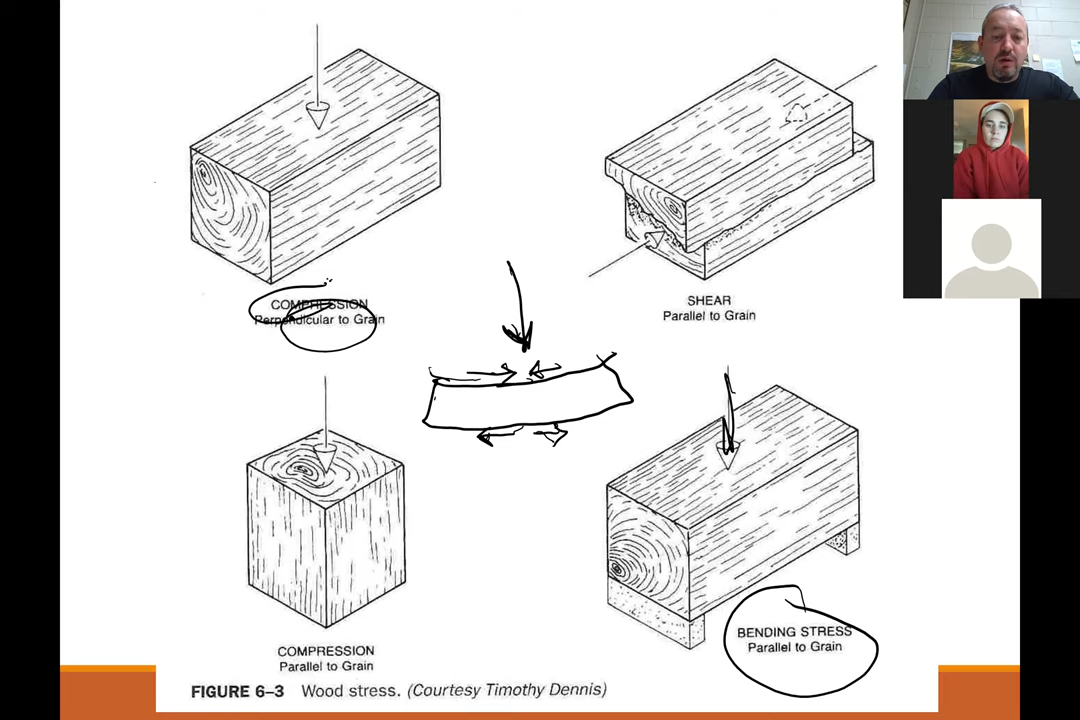 COMPRESSION
Perpendicular to Grain
SHEAR
Parallel to Grain
COMPRESSION
Parallel to Grain
BENDING STRESS
Parallel to Grain
FIGURE 6–3 Wood stress. (Courtesy Timothy Dennis)